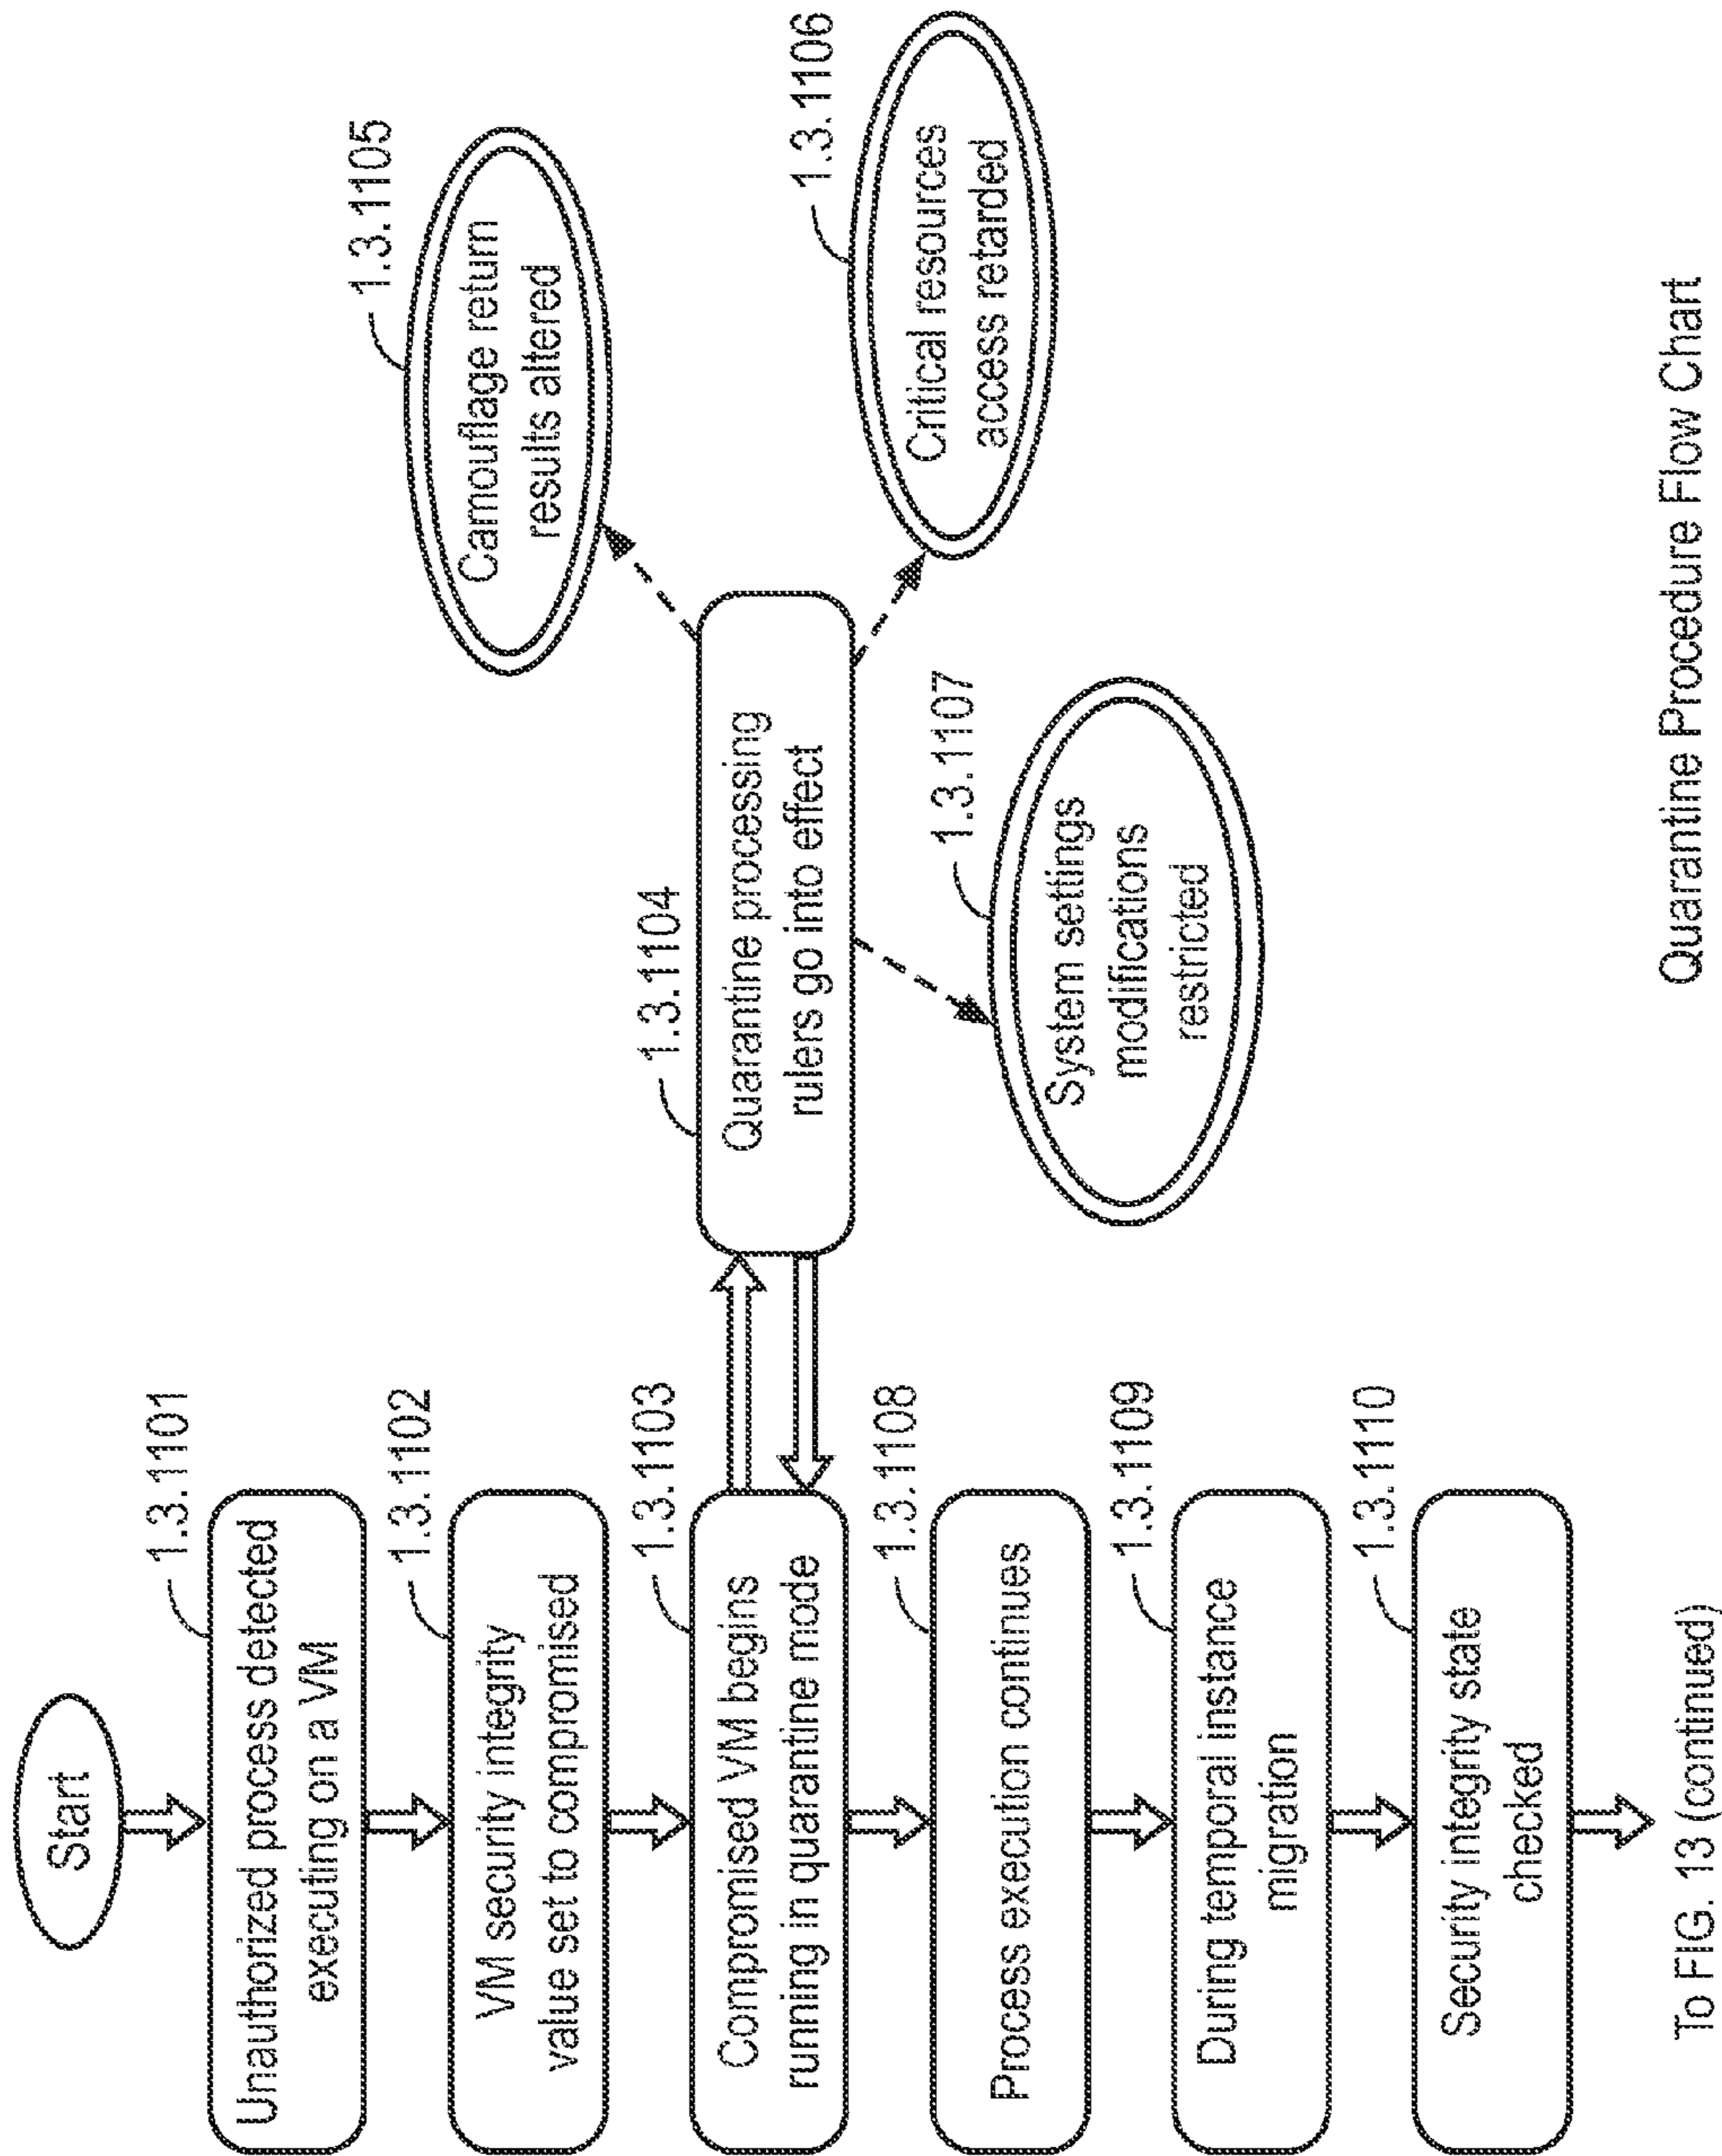 Start
1.3.1101
Unauthorized process detected
executing on a VM
1.3.1102
VM security integrity
value set to compromised
1.3.1103
Compromised VM begins
running in quarantine mode
1.3.1104
Quarantine processing
rulers go into effect
1.3.1105
Camouflage return
results altered
1.3.1106
Critical resources
access retarded
1.3.1107
System settings
modifications
restricted
1.3.1108
Process execution continues
1.3.1109
During temporal instance
migration
1.3.1110
Security integrity state
checked
To FIG. 13 (continued)
Quarantine Procedure Flow Chart